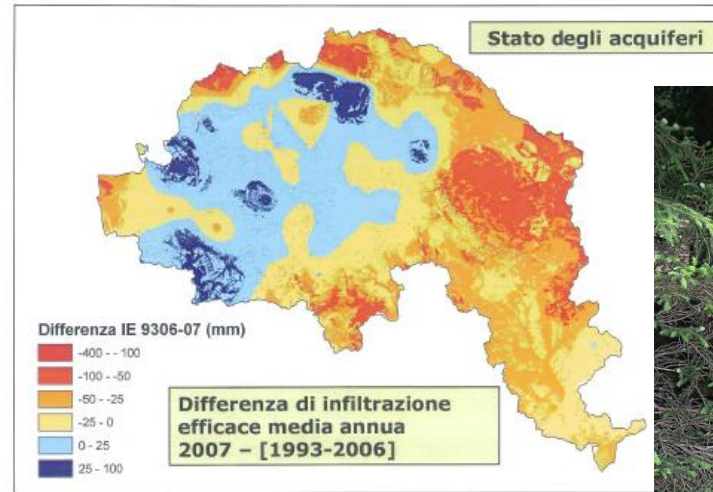 Stato degli acquiferi
Differenza IE 9306-07 (mm)
-400 - - 100
-100 - -50
-50 - -25
-25 - 0
0 - 25
25 - 100
Differenza di infiltrazione
efficace media annua
2007 – [1993-2006]